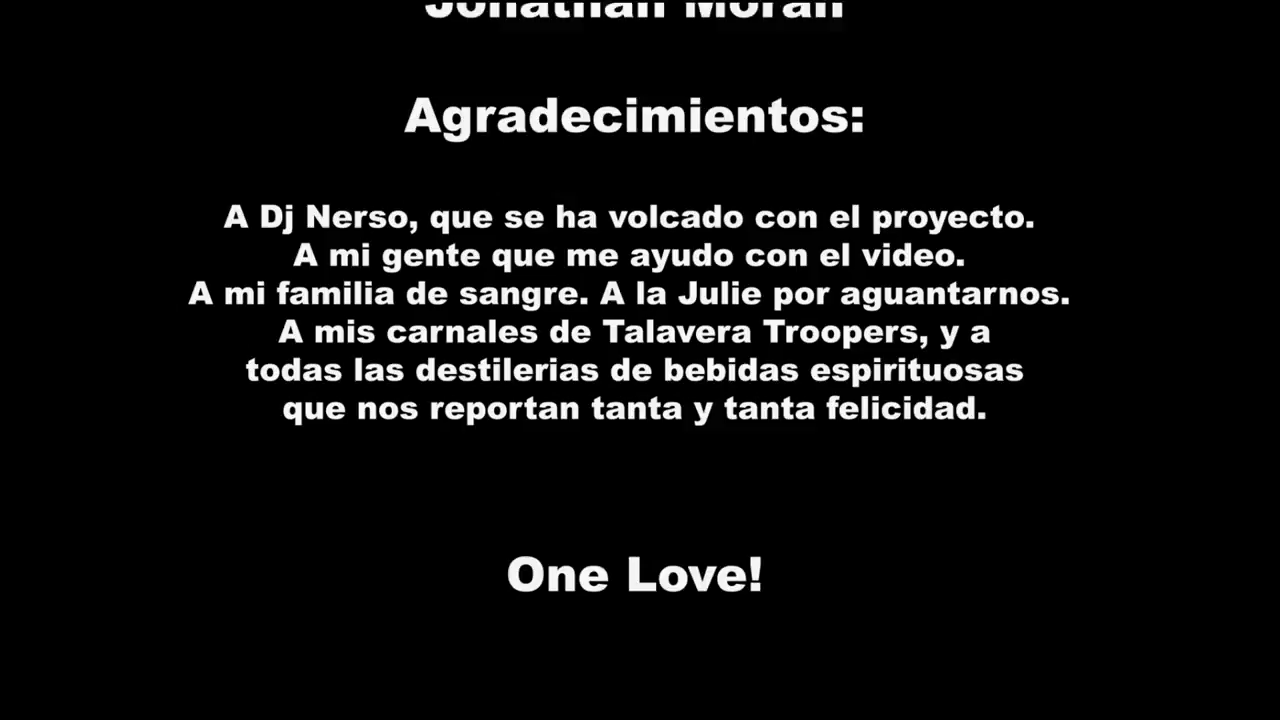 Jonathan Moran
Agradecimientos:
A Dj Nerso, que se ha volcado con el proyecto.
A mi gente que me ayudo con el video.
A mi familia de sangre. A la Julie por aguantarnos.
A mis carnales de Talavera Troopers, y a
todas las destilerias de bebidas espirituosas
que nos reportan tanta y tanta felicidad.
One Love!